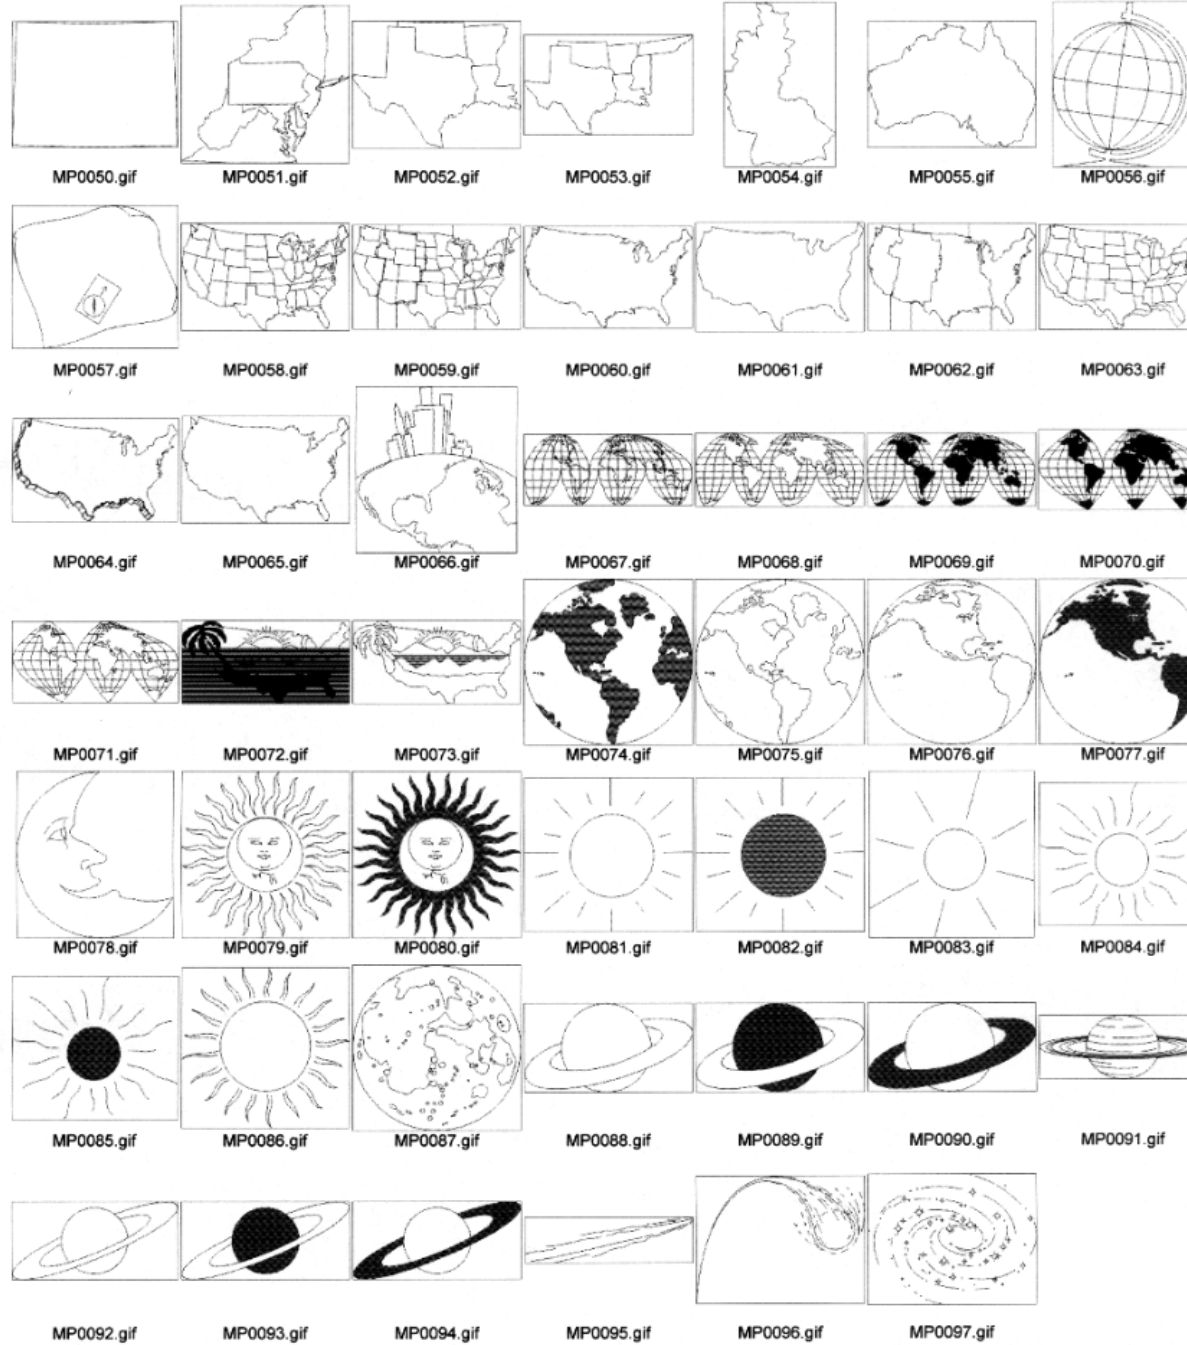 MP0050.gif MP0051.gif MP0052.gif MP0053.gif MP0054.gif MP0055.gif MP0056.gif
MP0057.gif MP0058.gif MP0059.gif MP0060.gif MP0061.gif MP0062.gif MP0063.gif
MP0064.gif MP0065.gif MP0066.gif MP0067.gif MP0068.gif MP0069.gif MP0070.gif
MP0071.gif MP0072.gif MP0073.gif MP0074.gif MP0075.gif MP0076.gif MP0077.gif
MP0078.gif MP0079.gif MP0080.gif MP0081.gif MP0082.gif MP0083.gif MP0084.gif
MP0085.gif MP0086.gif MP0087.gif MP0088.gif MP0089.gif MP0090.gif MP0091.gif
MP0092.gif MP0093.gif MP0094.gif MP0095.gif MP0096.gif MP0097.gif